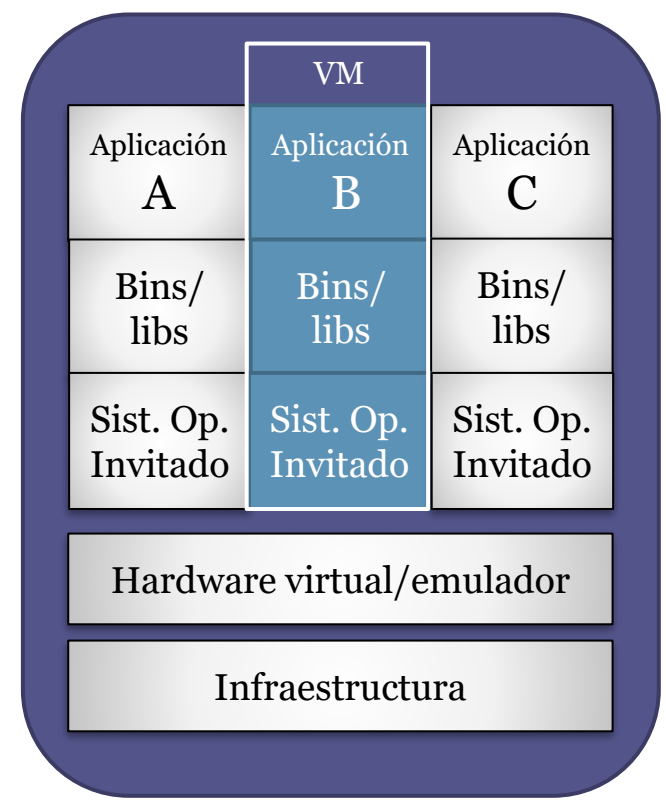 VM
Aplicación
A
Aplicación
B
Aplicación
C
Bins/
libs
Bins/
libs
Bins/
libs
Sist. Op.
Invitado
Sist. Op.
Invitado
Sist. Op.
Invitado
Hardware virtual/emulador
Infraestructura